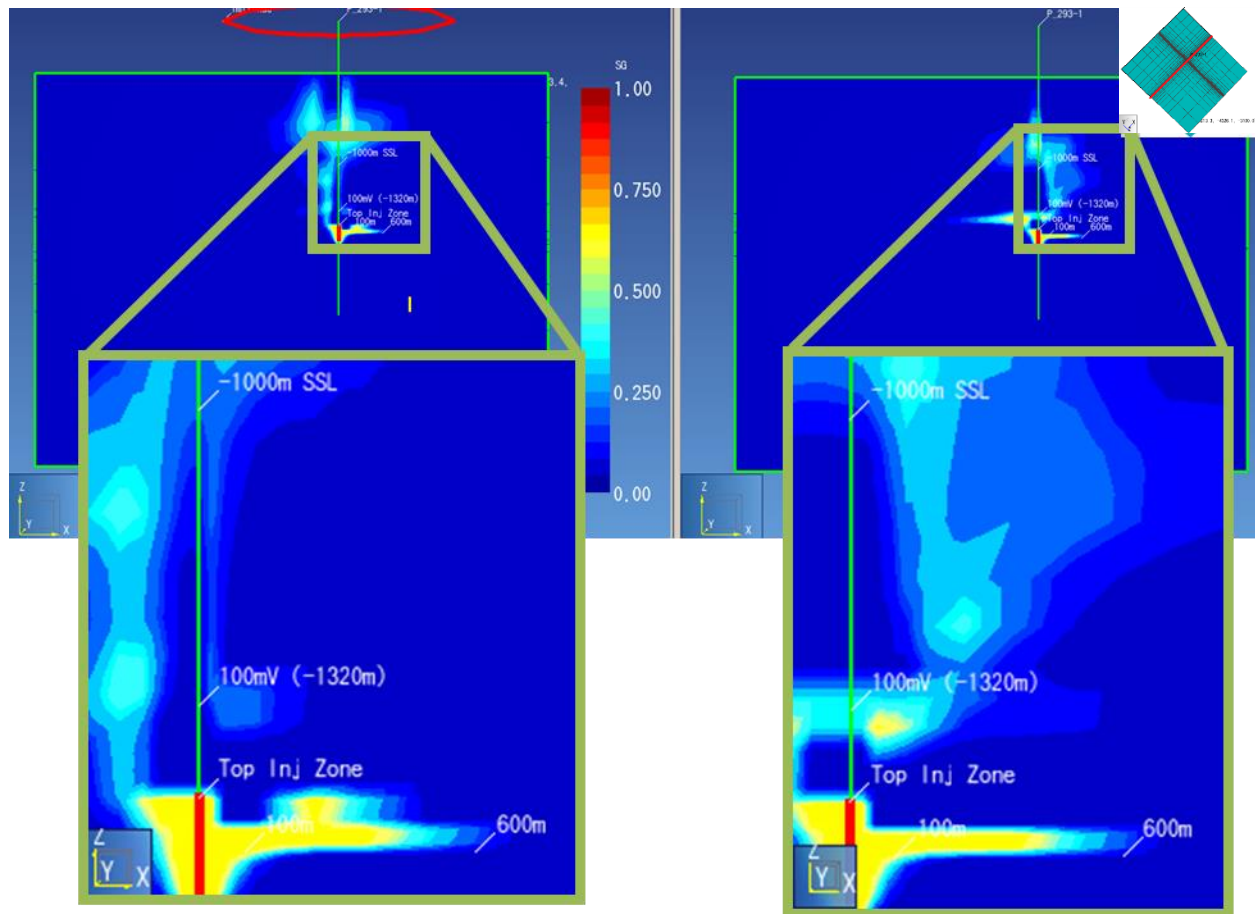 P_293-1
P_293-1
3.4.
SG
1.00
0.750
0.500
0.250
0.00
-1000m SSL
100mV (-1320m)
Top Inj Zone
100m
600m
-1000m SSL
100mV (-1320m)
Top Inj Zone
100m
600m
Z
Y
X
Z
Y
X
-1000m SSL
100mV (-1320m)
Top Inj Zone
100m
600m
Z
Y
X
-1000m SSL
100mV (-1320m)
Top Inj Zone
100m
600m
Z
Y
X